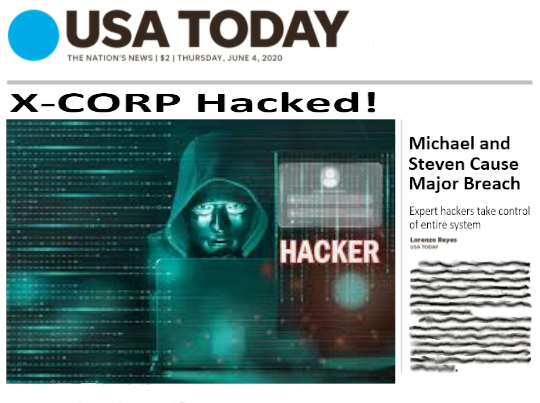 USA TODAY
THE NATION'S NEWS | $2 | THURSDAY, JUNE 4, 2020
X-CORP Hacked!
HACKER
Michael and
Steven Cause
Major Breach
Expert hackers take control
of entire system
Lorenzo Reyes
USA TODAY